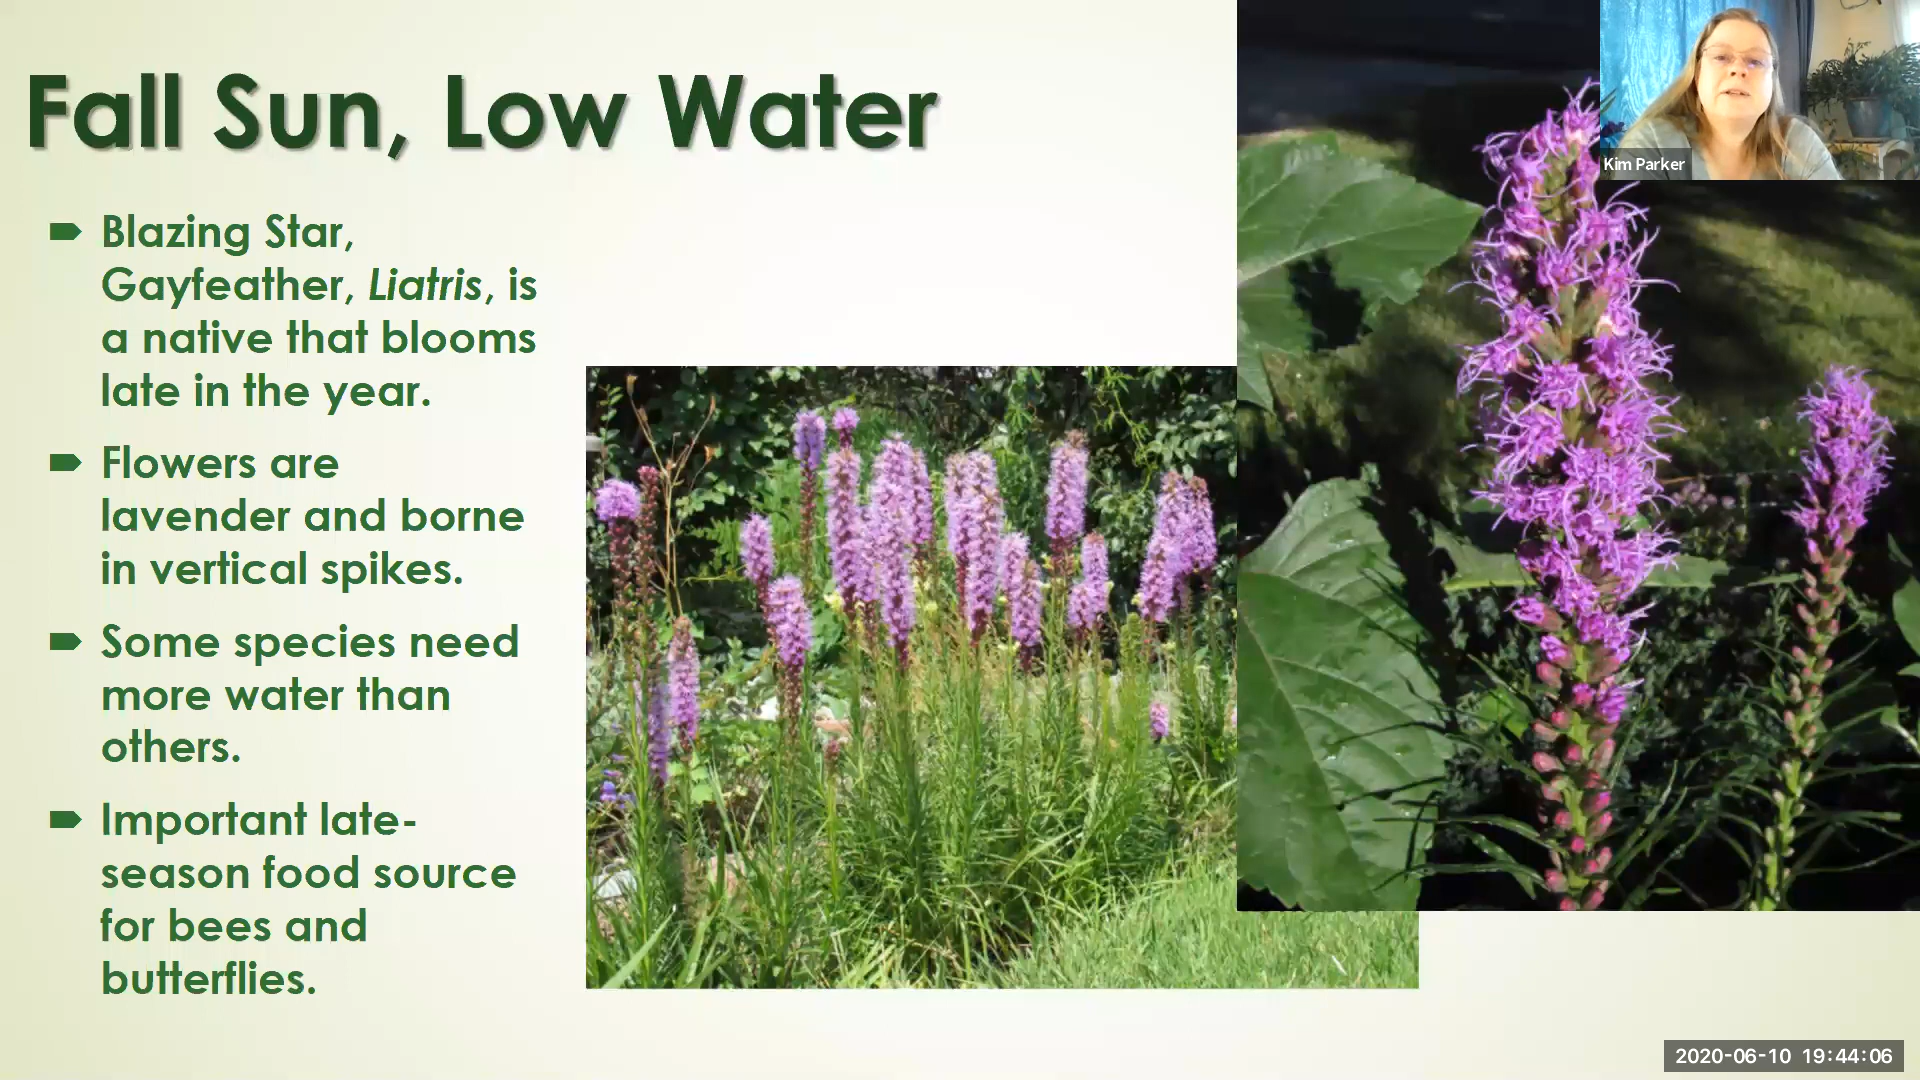 Fall Sun, Low Water
Blazing Star,
Gayfeather, Liatris, is
a native that blooms
late in the year.
Flowers are
lavender and borne
in vertical spikes.
Some species need
more water than
others.
Important late-
season food source
for bees and
butterflies.
Kim Parker
2020-06-10 19:44:06